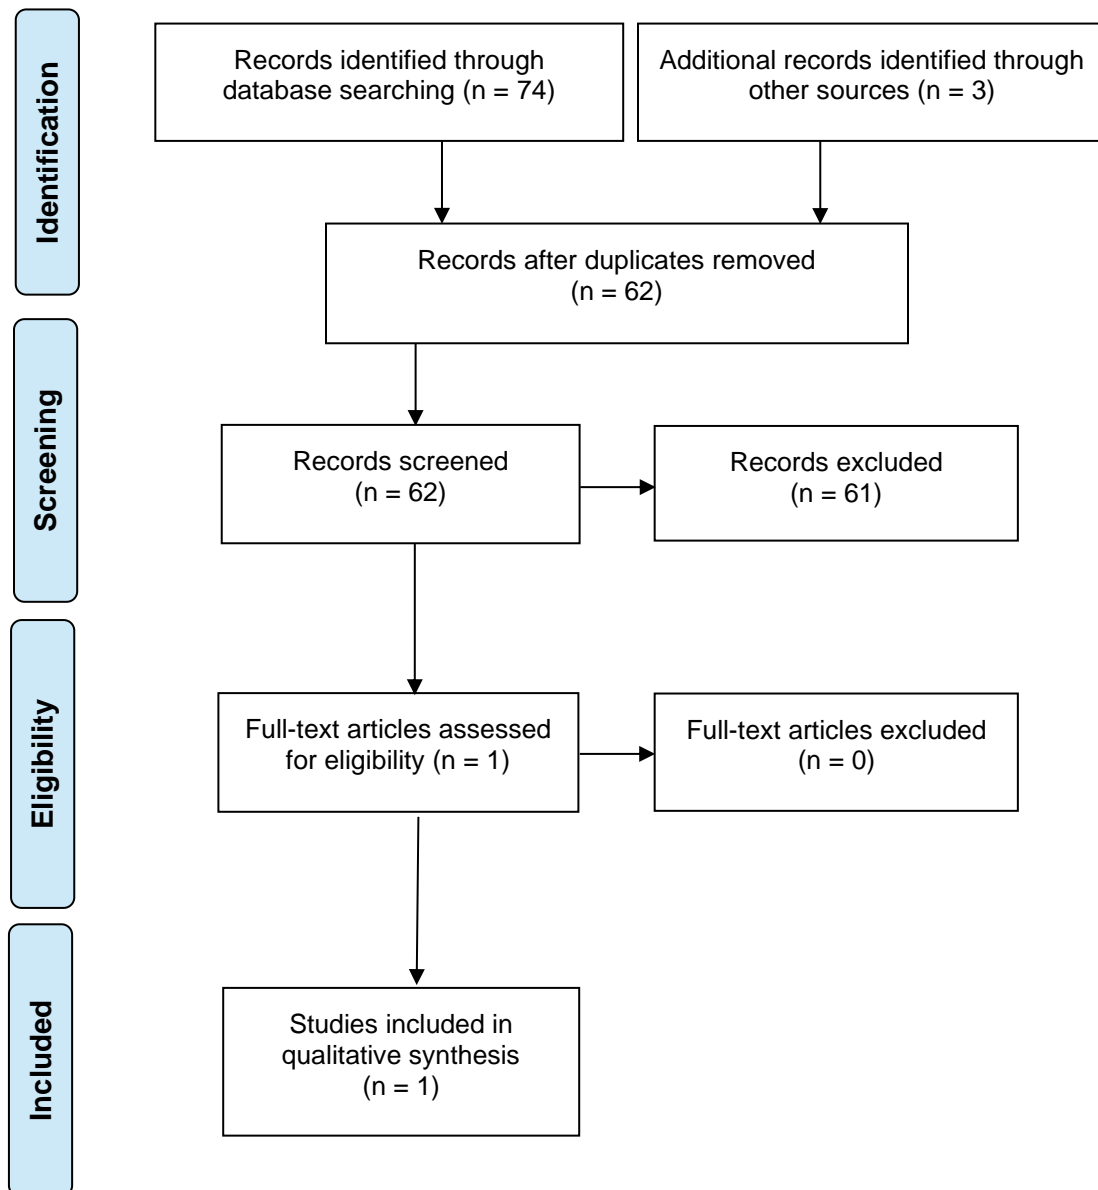 Identification
Records identified through
database searching (n = 74)
Additional records identified through
other sources (n = 3)
Records after duplicates removed
(n = 62)
Screening
Records screened
(n = 62)
Records excluded
(n = 61)
Eligibility
Full-text articles assessed
for eligibility (n = 1)
Full-text articles excluded
(n = 0)
Included
Studies included in
qualitative synthesis
(n = 1)